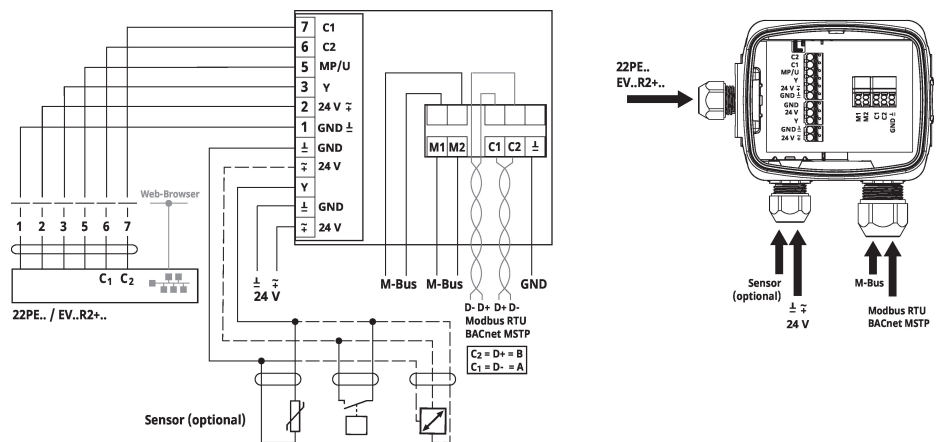 7 C1
6 C2
5 MP/U
3 Y
2 24 V
1 GND
GND
24 V
Y
GND
24 V
M1 M2 C1 C2
Web-Browser
1 2 3 5 6 7
C1 C2
22PE.. / EV..R2+..
24 V
M-Bus M-Bus GND
D- D+ D+ D-
Modbus RTU
BACnet MSTP
C2 = D+ = B
C1 = D- = A
Sensor (optional)
22PE..
EV..R2+..
C2
C1
MP/U
Y
24 V
GND
GND
24 V
Y
GND
24 V
M1
M2
C1
C2
GND
Sensor
(optional)
24 V
M-Bus
Modbus RTU
BACnet MSTP